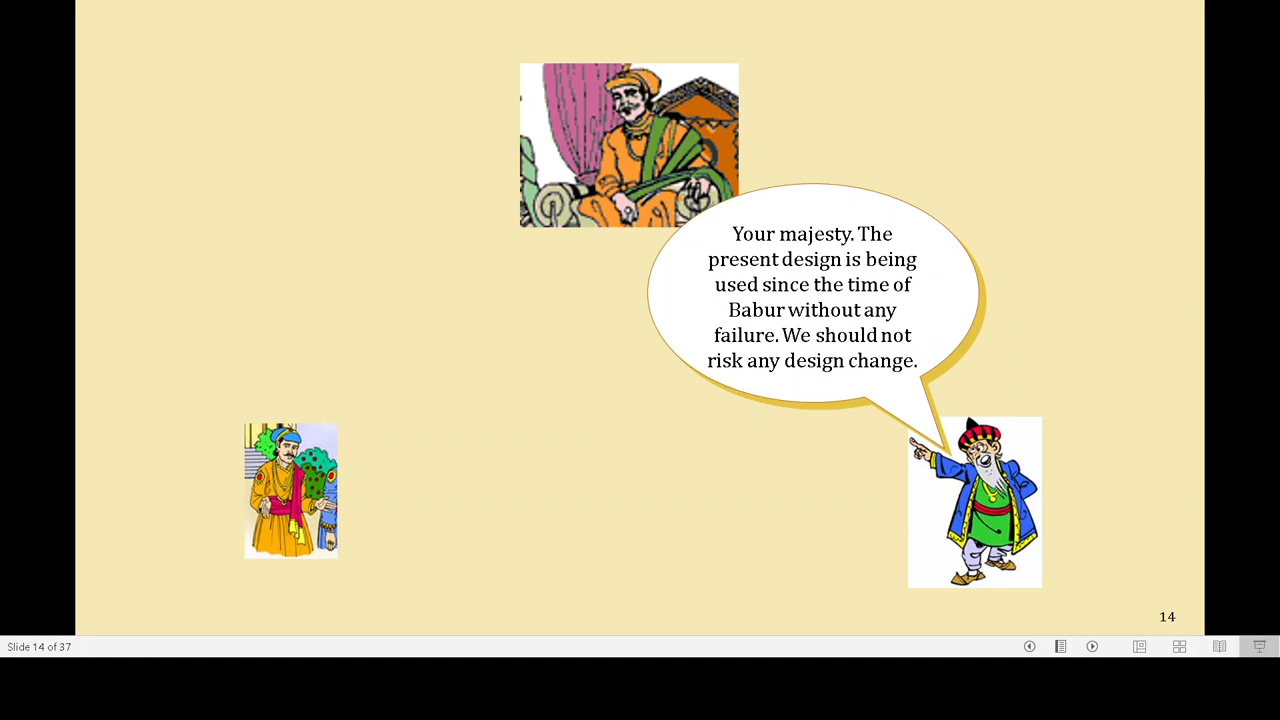 Your majesty. The
present design is being
used since the time of
Babur without any
failure. We should not
risk any design change.
14
Slide 14 of 37